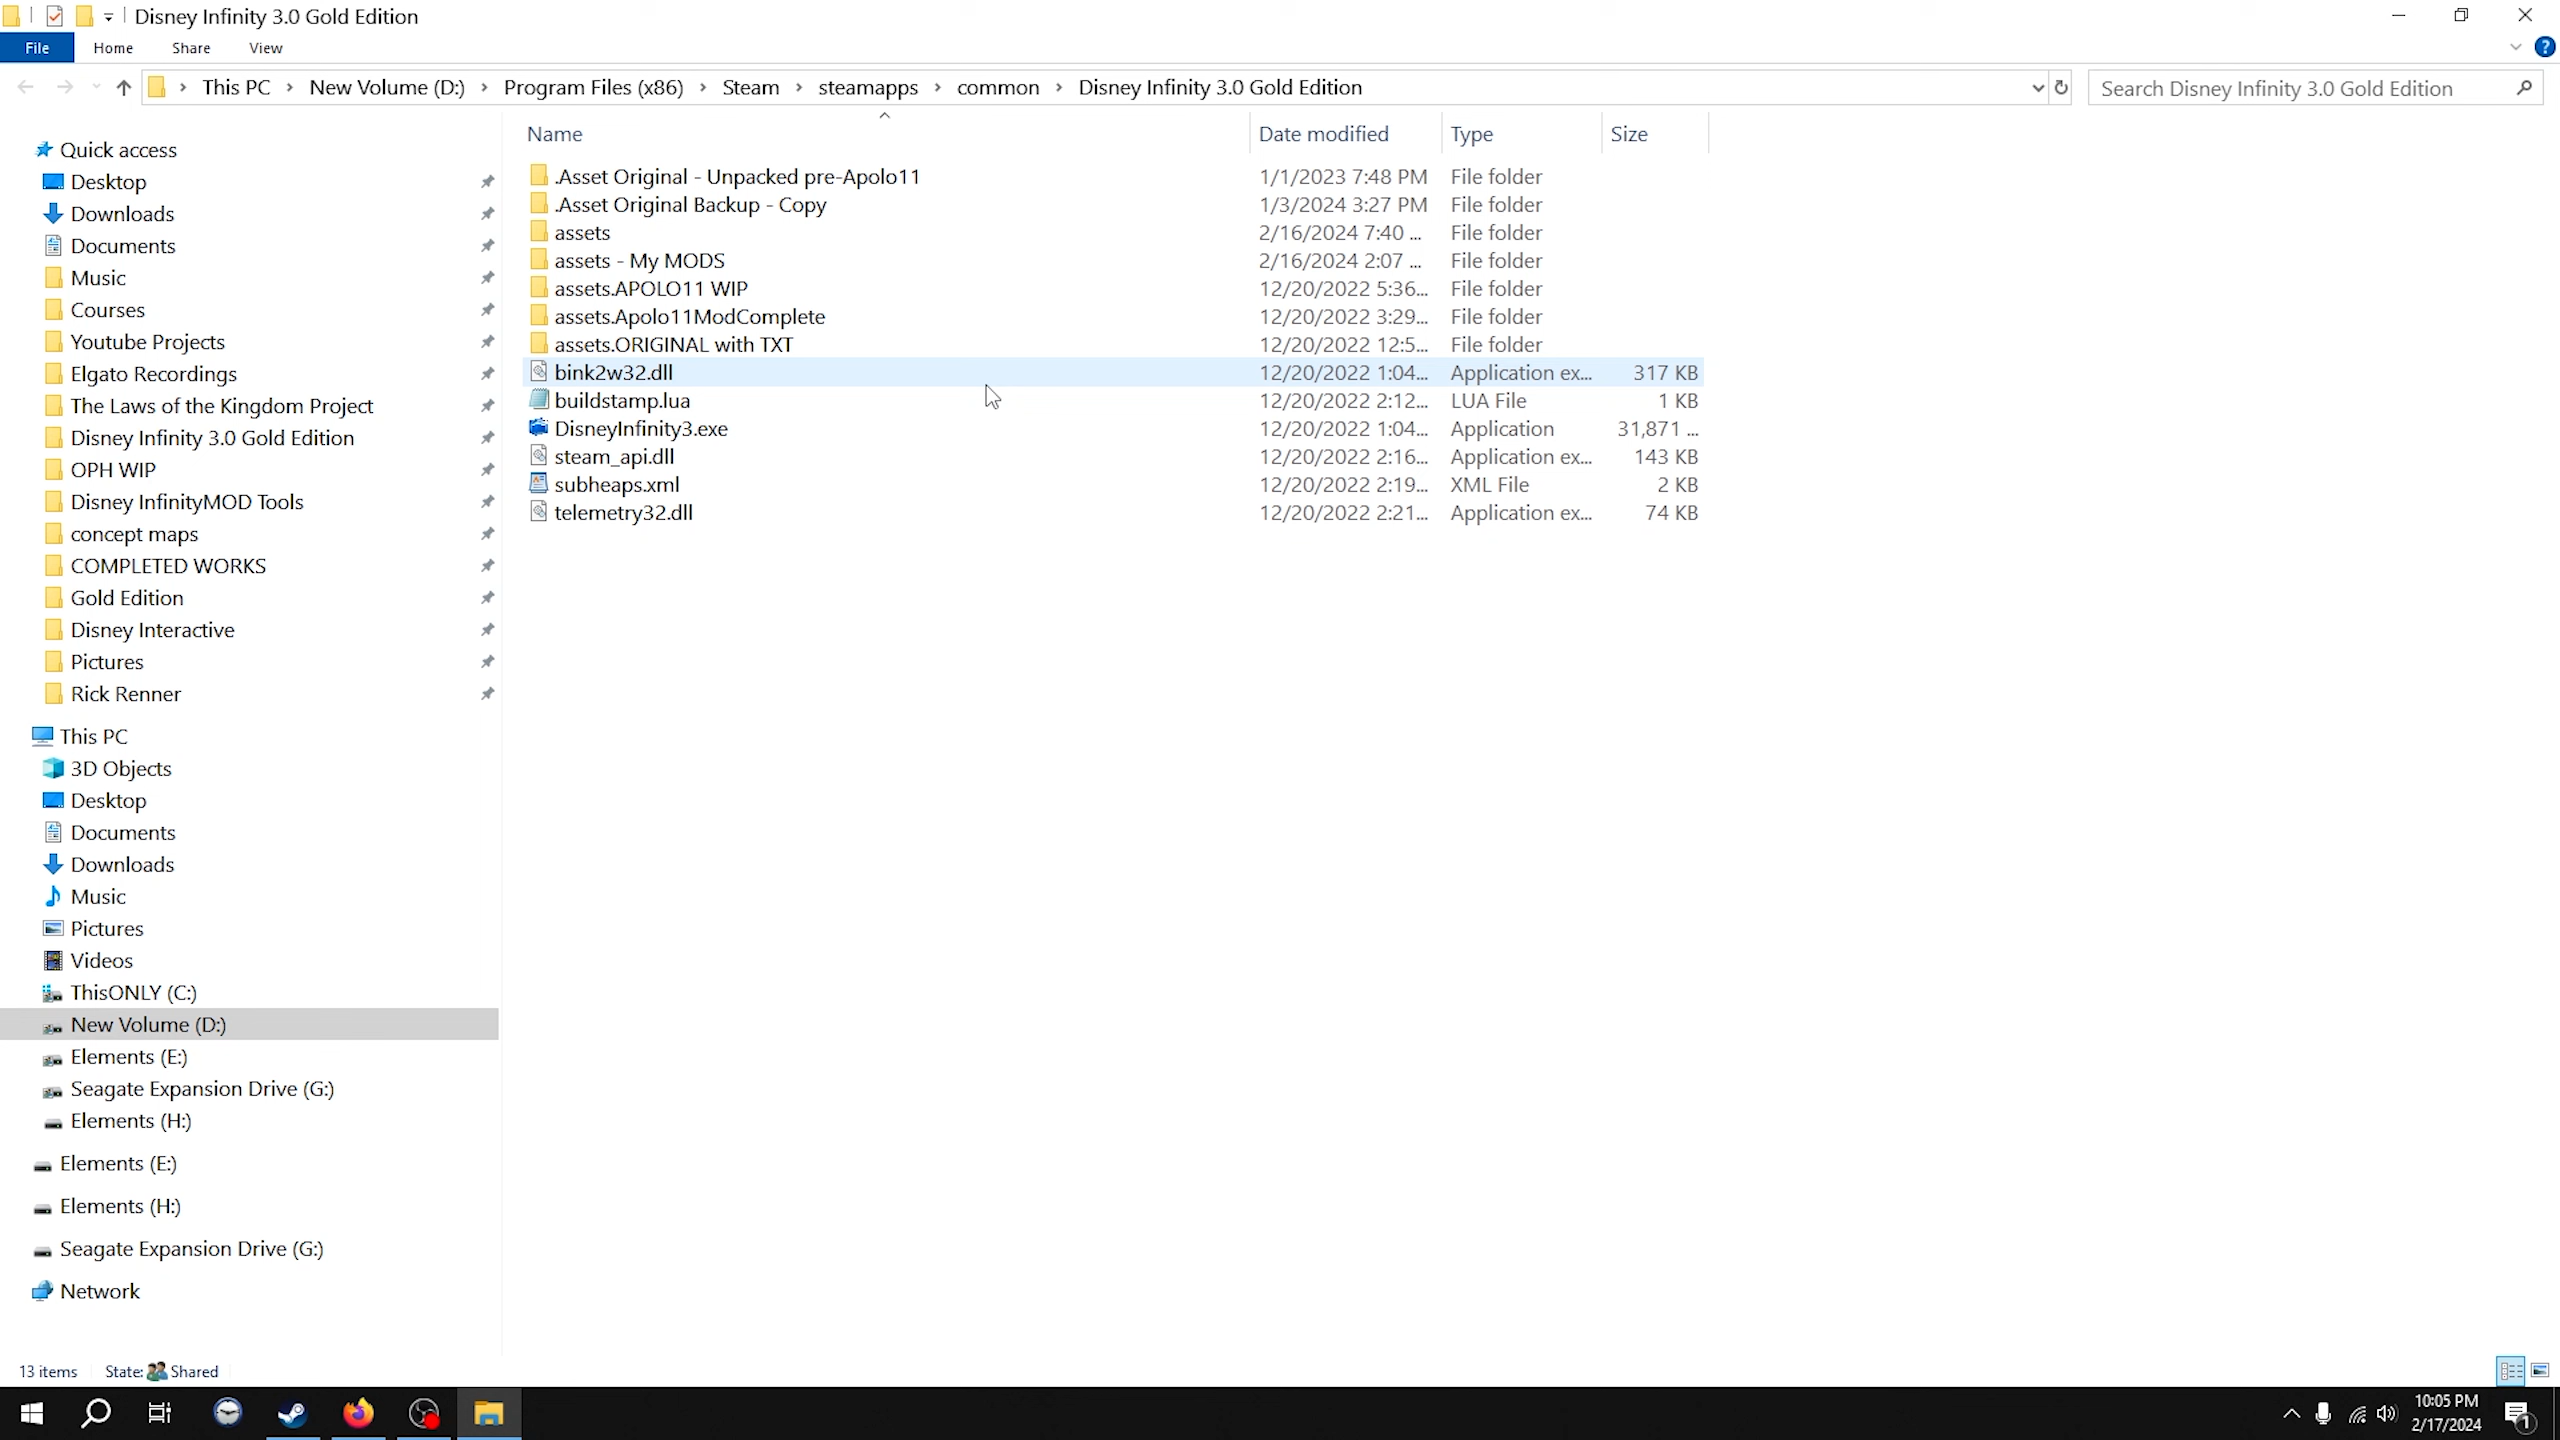 Disney Infinity 3.0 Gold Edition
File Home Share View ?
This PC New Volume (D:) Program Files (x86) Steam steamapps common Disney Infinity 3.0 Gold Edition Search Disney Infinity 3.0 Gold Edition
Quick access
Desktop
Downloads
Documents
Music
Courses
Youtube Projects
Elgato Recordings
The Laws of the Kingdom Project
Disney Infinity 3.0 Gold Edition
OPH WIP
Disney InfinityMOD Tools
concept maps
COMPLETED WORKS
Gold Edition
Disney Interactive
Pictures
Rick Renner
This PC
3D Objects
Desktop
Documents
Downloads
Music
Pictures
Videos
ThisONLY (C:)
New Volume (D:)
Elements (E:)
Seagate Expansion Drive (G:)
Elements (H:)
Elements (E:)
Elements (H:)
Seagate Expansion Drive (G:)
Network
Name Date modified Type Size
.Asset Original - Unpacked pre-Apolo11 1/1/2023 7:48 PM File folder
.Asset Original Backup - Copy 1/3/2024 3:27 PM File folder
assets 2/16/2024 7:40 ... File folder
assets - My MODS 2/16/2024 2:07 ... File folder
assets.APOLO11 WIP 12/20/2022 5:36... File folder
assets.Apolo11ModComplete 12/20/2022 3:29... File folder
assets.ORIGINAL with TXT 12/20/2022 12:5... File folder
bink2w32.dll 12/20/2022 1:04... Application ex... 317 KB
buildstamp.lua 12/20/2022 2:12... LUA File 1 KB
DisneyInfinity3.exe 12/20/2022 1:04... Application 31,871 ...
steam_api.dll 12/20/2022 2:16... Application ex... 143 KB
subheaps.xml 12/20/2022 2:19... XML File 2 KB
telemetry32.dll 12/20/2022 2:21... Application ex... 74 KB
13 items State: Shared
10:05 PM
2/17/2024
1